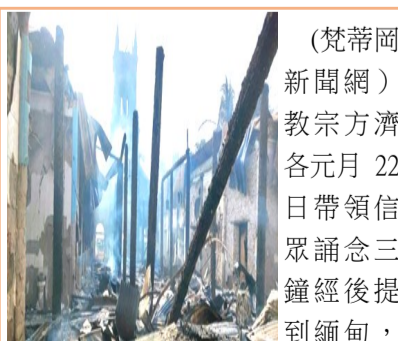 (梵蒂岡
新聞網)
教宗方濟
各元月 22
日帶領信
眾誦念三
鐘經後提
到緬甸,